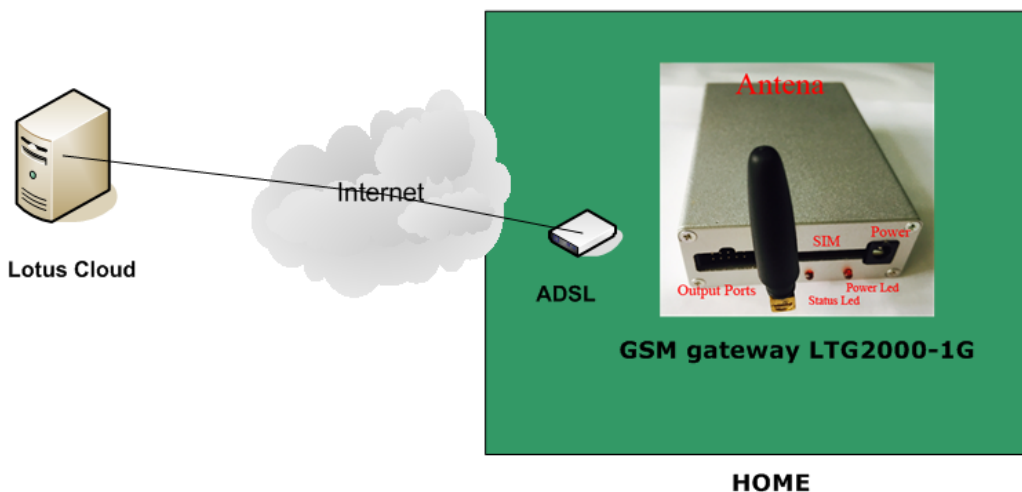 Antena
Internet
SIM
Power
Lotus Cloud
ADSL
Output Ports
Power Led
Status Led
GSM gateway LTG2000-1G
HOME